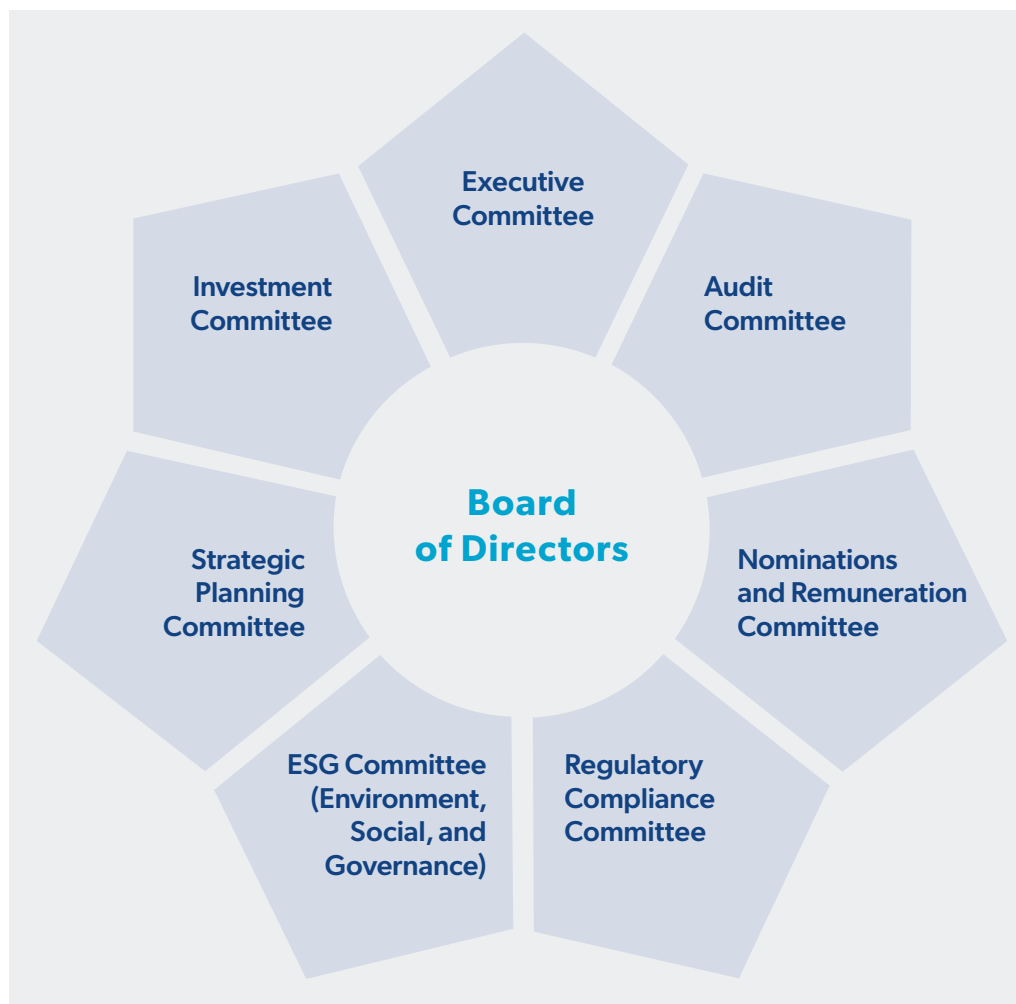 Executive
Committee
Audit
Committee
Nominations
and Remuneration
Committee
Regulatory
Compliance
Committee
ESG Committee
(Environment,
Social, and
Governance)
Strategic
Planning
Committee
Investment
Committee
Board
of Directors